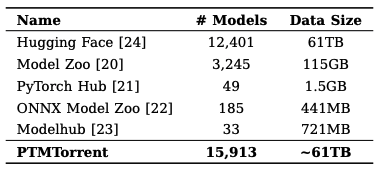 Name # Models Data Size
Hugging Face [24] 12,401 61TB
Model Zoo [20] 3,245 115GB
PyTorch Hub [21] 49 1.5GB
ONNX Model Zoo [22] 185 441MB
Modelhub [23] 33 721MB
PTMTorrent 15,913 ~61TB